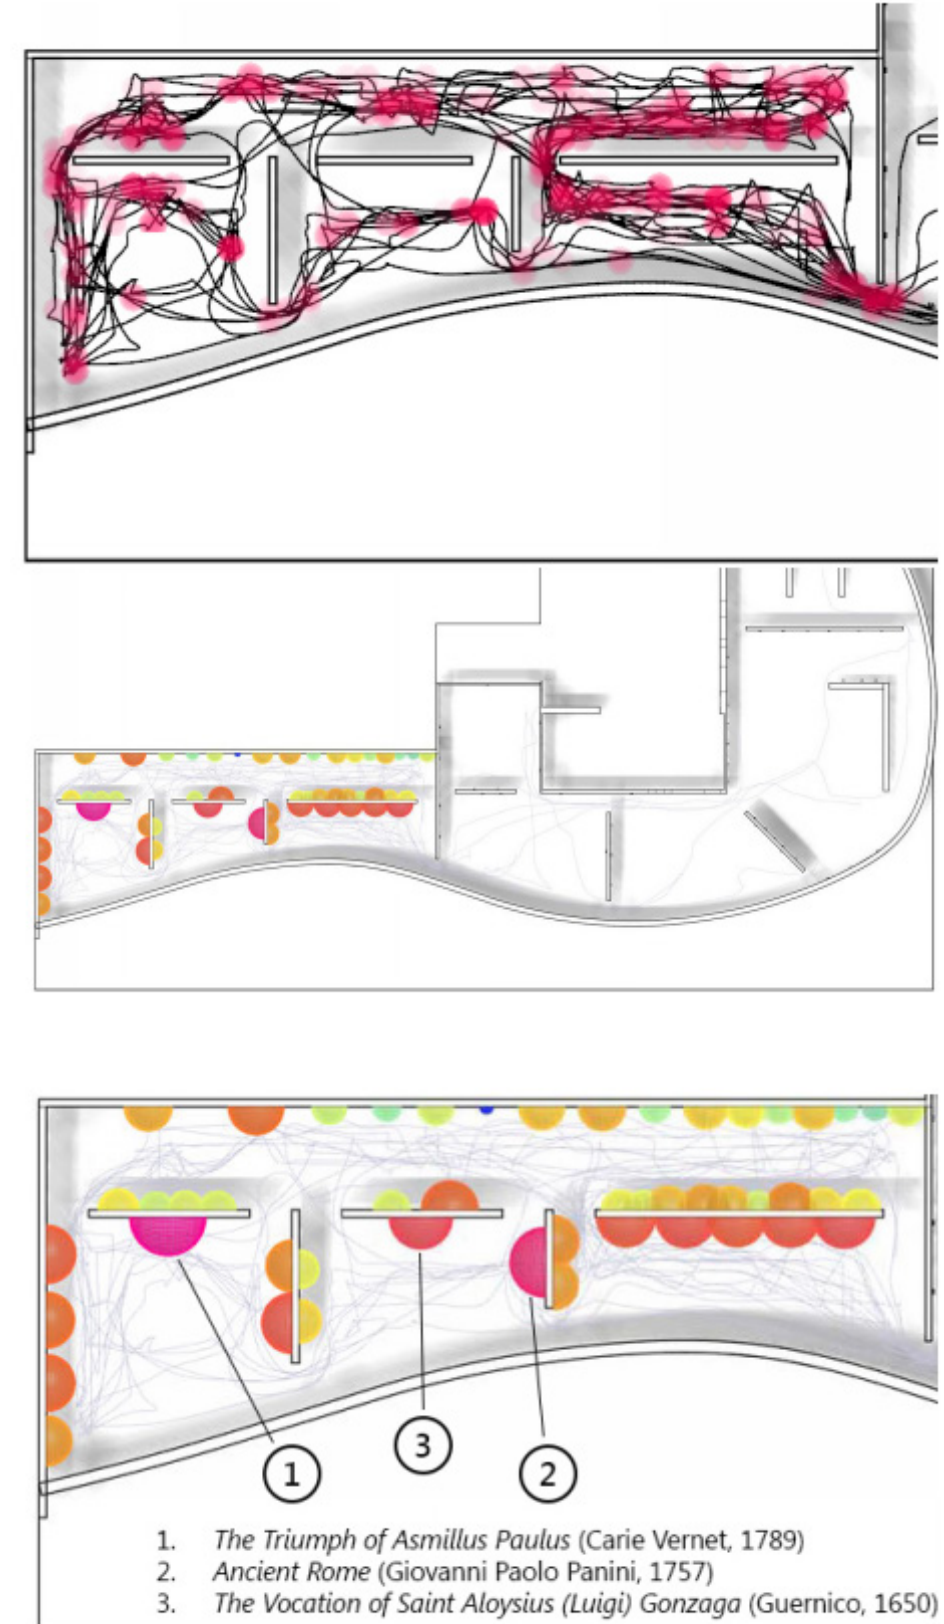 1
3
2
1. The Triumph of Asmillus Paulus (Carie Vernet, 1789)
2. Ancient Rome (Giovanni Paolo Panini, 1757)
3. The Vocation of Saint Aloysius (Luigi) Gonzaga (Guernico, 1650)